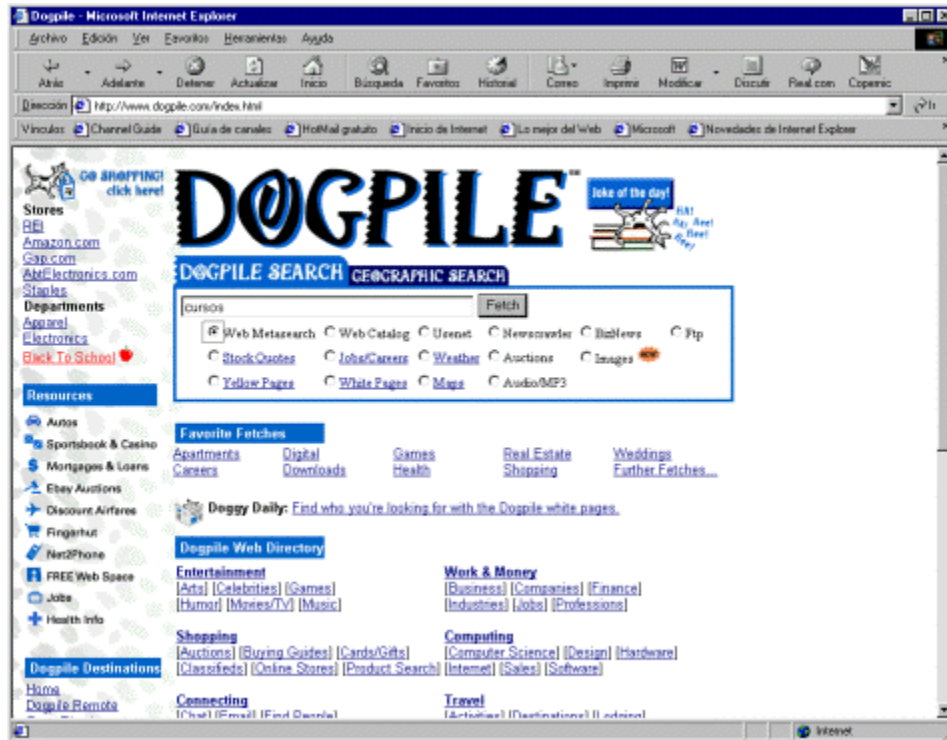 Dogpile - Microsoft Internet Explorer
Archivo Edición Ver Favoritos Herramientas Ayuda
Atrás Adelante Detener Actualizar Inicio Búsqueda Favoritos Historial Correo Imprimir Modificar Discutir Real.com Copernic
Dirección http://www.dogpile.com/index.html
Vínculos Channel Guide Guía de canales HotMail gratuito Inicio de Internet Lo mejor del Web Microsoft Novedades de Internet Explorer
GO SHOPPING!
click here!
DOGPILE
Joke of the day!
Stores
REI
Amazon.com
Gap.com
AbtElectronics.com
Staples
Departments
Apparel
Electronics
Back To School
DOGPILE SEARCH GEOGRAPHIC SEARCH
cursos Fetch
Web Metasearch Web Catalog Usenet Newscrawler BizNews Ftp
Stock Quotes Jobs/Careers Weather Auctions Images NEW
Yellow Pages White Pages Maps Audio/MP3
Resources
Autos
Sportsbook & Casino
Mortgages & Loans
Ebay Auctions
Discount Airfares
Fingerhut
Net2Phone
FREE Web Space
Jobs
Health Info
Favorite Fetches
Apartments Digital Games Real Estate Weddings
Careers Downloads Health Shopping Further Fetches...
Doggy Daily: Find who you're looking for with the Dogpile white pages.
Dogpile Web Directory
Entertainment
[Arts] [Celebrities] [Games]
[Humor] [Movies/TV] [Music]
Work & Money
[Business] [Companies] [Finance]
[Industries] [Jobs] [Professions]
Shopping
[Auctions] [Buying Guides] [Cards/Gifts]
[Classifieds] [Online Stores] [Product Search]
Computing
[Computer Science] [Design] [Hardware]
[Internet] [Sales] [Software]
Connecting
[Chat] [Email] [Find People]
Travel
[Activities] [Destinations] [Lodging]
Dogpile Destinations
Home
Dogpile Remote
Internet